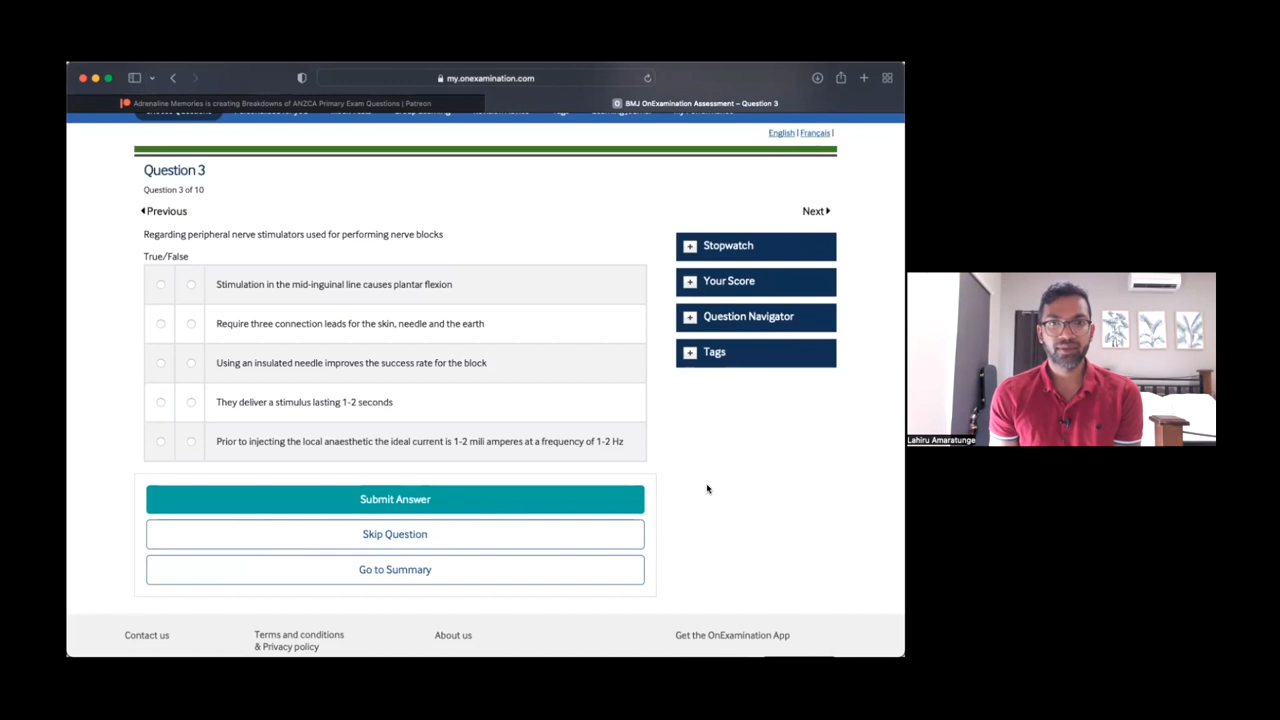 my.onexamination.com
Adrenaline Memories is creating Breakdowns of ANZCA Primary Exam Questions | Patreon
G BMJ OnExamination Assessment – Question 3
English | Français |
Question 3
Question 3 of 10
Previous
Next
Regarding peripheral nerve stimulators used for performing nerve blocks
True/False
Stimulation in the mid-inguinal line causes plantar flexion
Require three connection leads for the skin, needle and the earth
Using an insulated needle improves the success rate for the block
They deliver a stimulus lasting 1-2 seconds
Prior to injecting the local anaesthetic the ideal current is 1-2 mili amperes at a frequency of 1-2 Hz
Submit Answer
Skip Question
Go to Summary
+ Stopwatch
+ Your Score
+ Question Navigator
+ Tags
Lahiru Amaratunge
Contact us
Terms and conditions
& Privacy policy
About us
Get the OnExamination App